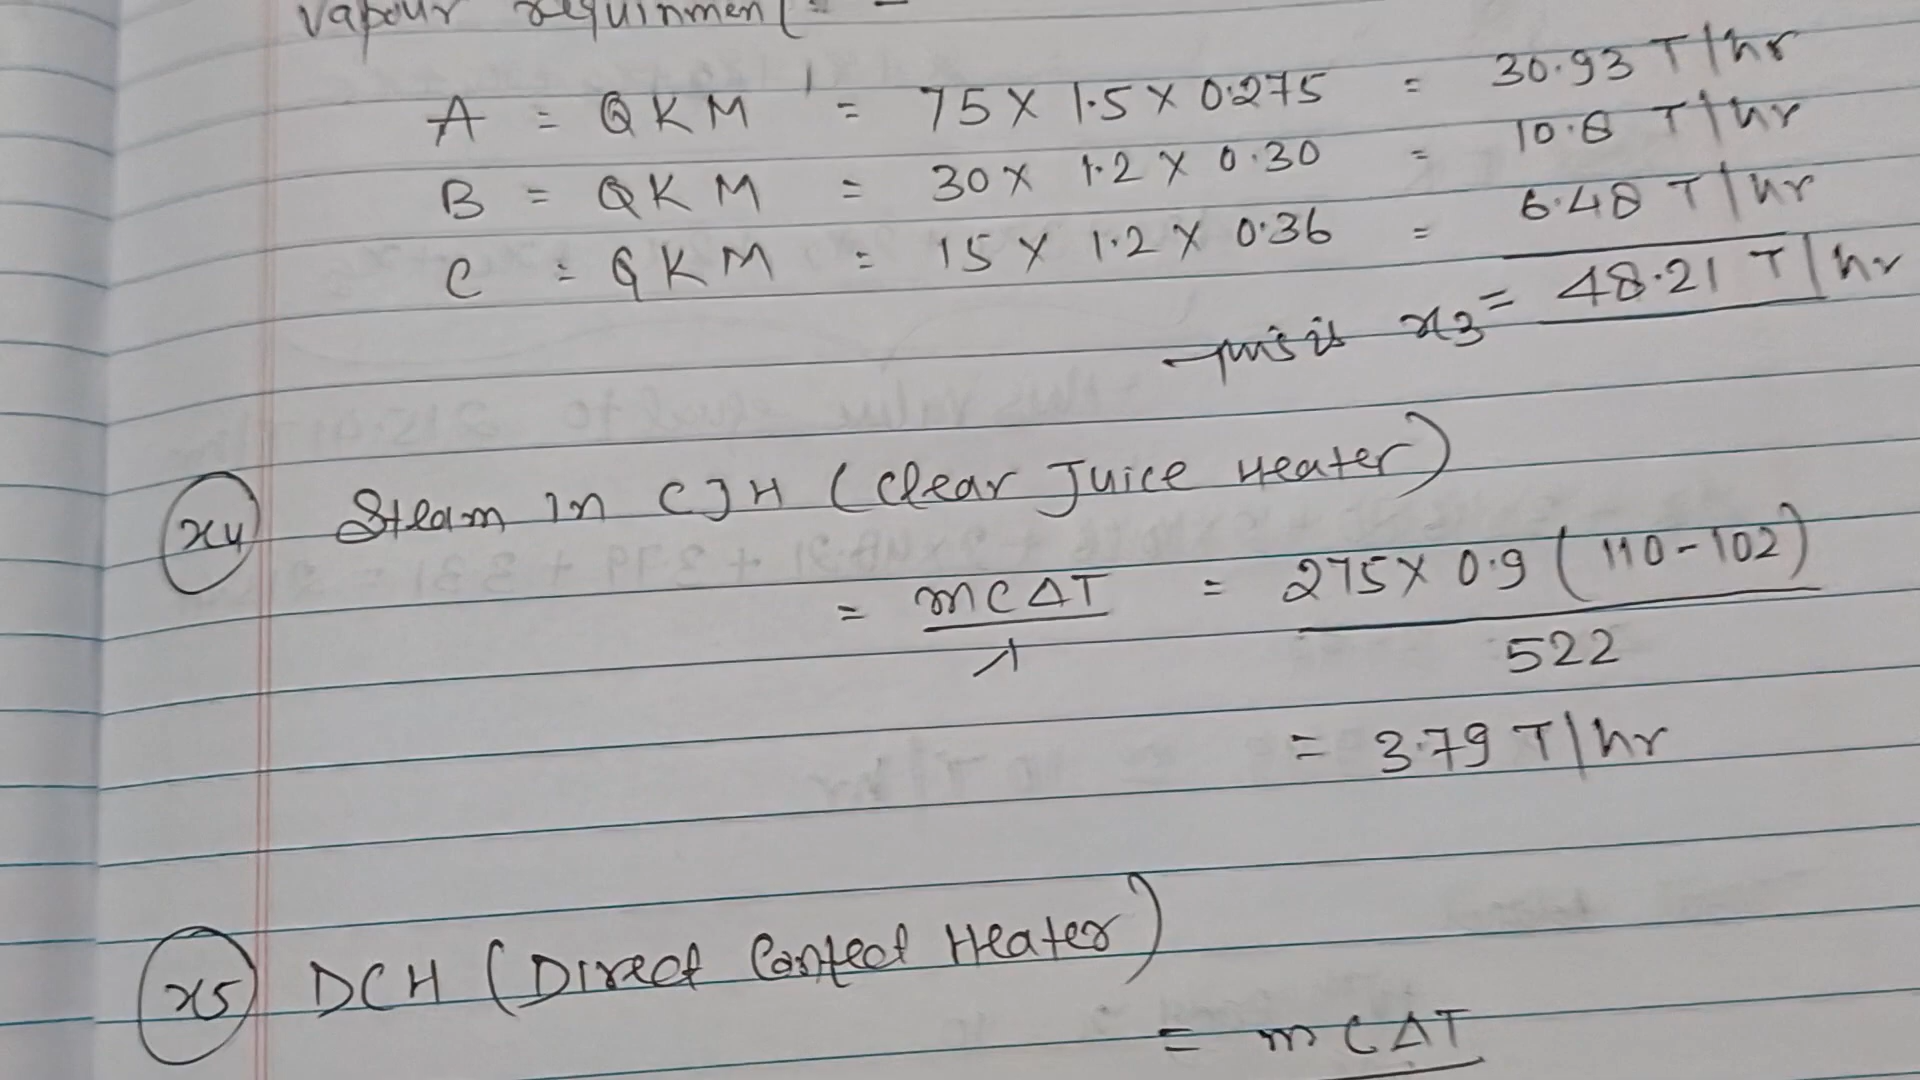 vapour requirment :-
A = QKM = 75 X 1.5 X 0.275 = 30.93 T/hr
B = QKM = 30 X 1.2 X 0.30 = 10.8 T/hr
C = QKM = 15 X 1.2 X 0.36 = 6.48 T/hr
this is x3 = 48.21 T/hr
x4 Steam in CJH (Clear Juice Heater)
= mCΔT / λ = 275 X 0.9 (110-102) / 522
= 3.79 T/hr
x5 DCH (Direct Contect Heater)
= mCΔT